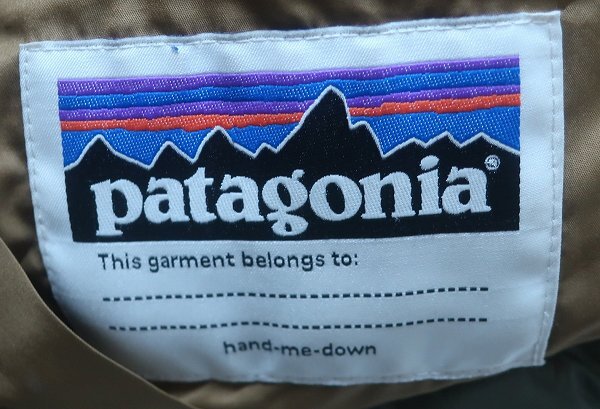 patagonia®
This garment belongs to:
hand-me-down